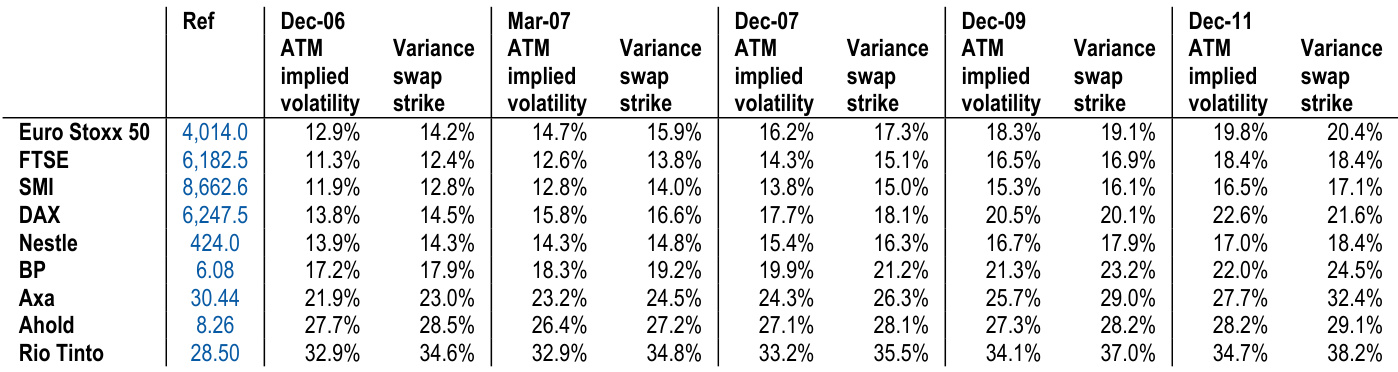 Ref Dec-06 Mar-07 Dec-07 Dec-09 Dec-11
ATM Variance ATM Variance ATM Variance ATM Variance ATM Variance
implied swap implied swap implied swap implied swap implied swap
volatility strike volatility strike volatility strike volatility strike volatility strike
Euro Stoxx 50 4,014.0 12.9% 14.2% 14.7% 15.9% 16.2% 17.3% 18.3% 19.1% 19.8% 20.4%
FTSE 6,182.5 11.3% 12.4% 12.6% 13.8% 14.3% 15.1% 16.5% 16.9% 18.4% 18.4%
SMI 8,662.6 11.9% 12.8% 12.8% 14.0% 13.8% 15.0% 15.3% 16.1% 16.5% 17.1%
DAX 6,247.5 13.8% 14.5% 15.8% 16.6% 17.7% 18.1% 20.5% 20.1% 22.6% 21.6%
Nestle 424.0 13.9% 14.3% 14.3% 14.8% 15.4% 16.3% 16.7% 17.9% 17.0% 18.4%
BP 6.08 17.2% 17.9% 18.3% 19.2% 19.9% 21.2% 21.3% 23.2% 22.0% 24.5%
Axa 30.44 21.9% 23.0% 23.2% 24.5% 24.3% 26.3% 25.7% 29.0% 27.7% 32.4%
Ahold 8.26 27.7% 28.5% 26.4% 27.2% 27.1% 28.1% 27.3% 28.2% 28.2% 29.1%
Rio Tinto 28.50 32.9% 34.6% 32.9% 34.8% 33.2% 35.5% 34.1% 37.0% 34.7% 38.2%